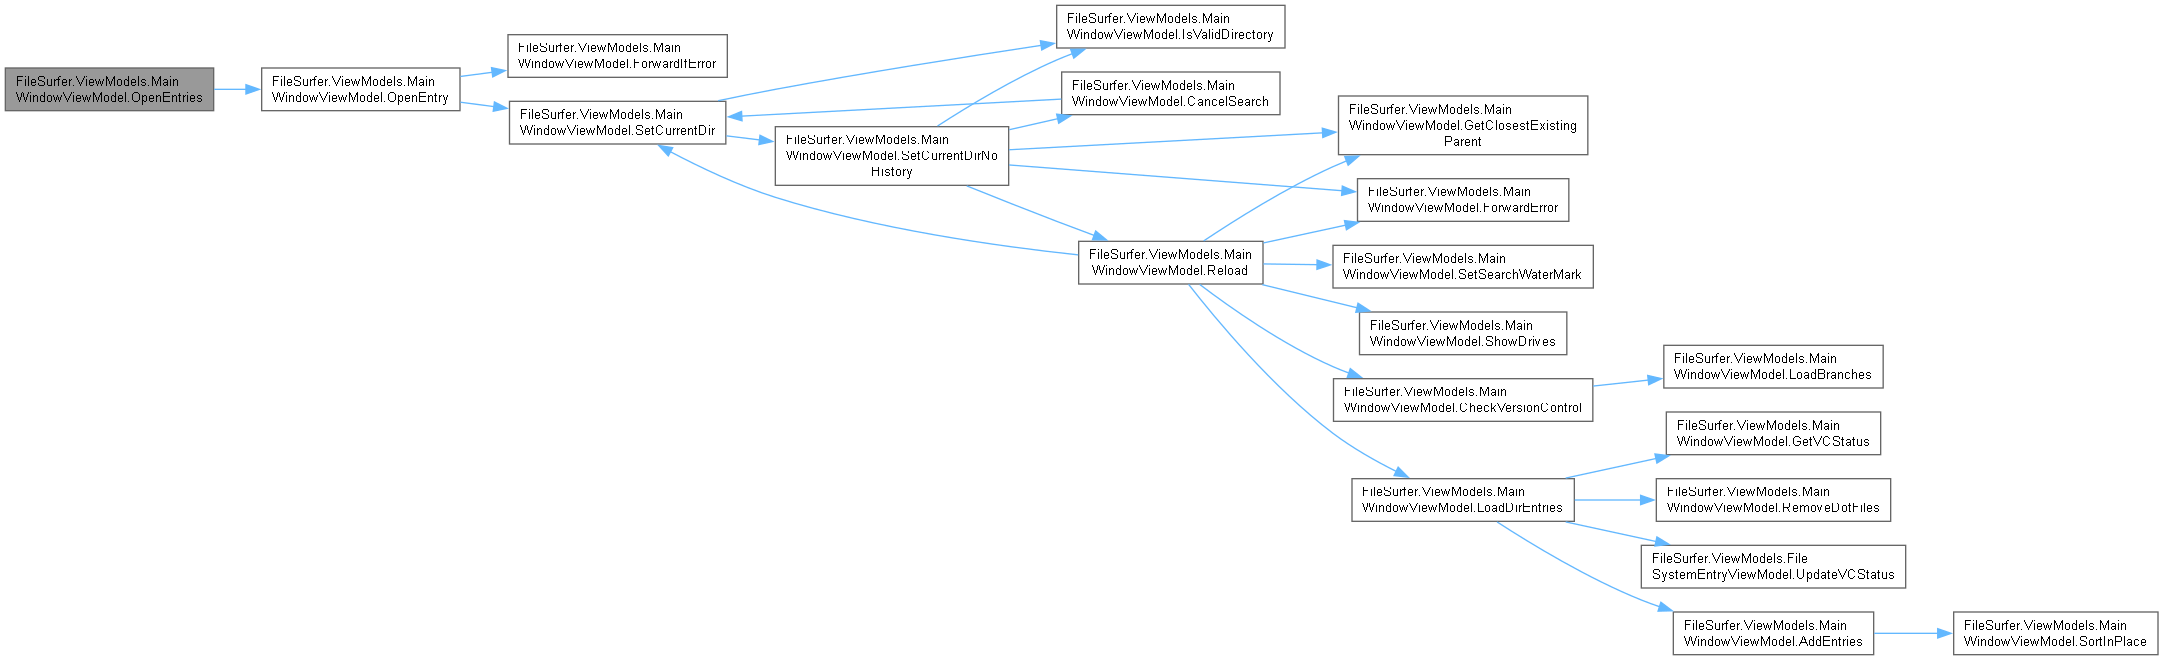 FileSurfer.ViewModels.Main
WindowViewModel.OpenEntries
FileSurfer.ViewModels.Main
WindowViewModel.OpenEntry
FileSurfer.ViewModels.Main
WindowViewModel.ForwardIfError
FileSurfer.ViewModels.Main
WindowViewModel.SetCurrentDir
FileSurfer.ViewModels.Main
WindowViewModel.SetCurrentDirNo
History
FileSurfer.ViewModels.Main
WindowViewModel.IsValidDirectory
FileSurfer.ViewModels.Main
WindowViewModel.CancelSearch
FileSurfer.ViewModels.Main
WindowViewModel.Reload
FileSurfer.ViewModels.Main
WindowViewModel.GetClosestExisting
Parent
FileSurfer.ViewModels.Main
WindowViewModel.ForwardError
FileSurfer.ViewModels.Main
WindowViewModel.SetSearchWaterMark
FileSurfer.ViewModels.Main
WindowViewModel.ShowDrives
FileSurfer.ViewModels.Main
WindowViewModel.CheckVersionControl
FileSurfer.ViewModels.Main
WindowViewModel.LoadDirEntries
FileSurfer.ViewModels.Main
WindowViewModel.LoadBranches
FileSurfer.ViewModels.Main
WindowViewModel.GetVCStatus
FileSurfer.ViewModels.Main
WindowViewModel.RemoveDotFiles
FileSurfer.ViewModels.File
SystemEntryViewModel.UpdateVCStatus
FileSurfer.ViewModels.Main
WindowViewModel.AddEntries
FileSurfer.ViewModels.Main
WindowViewModel.SortInPlace